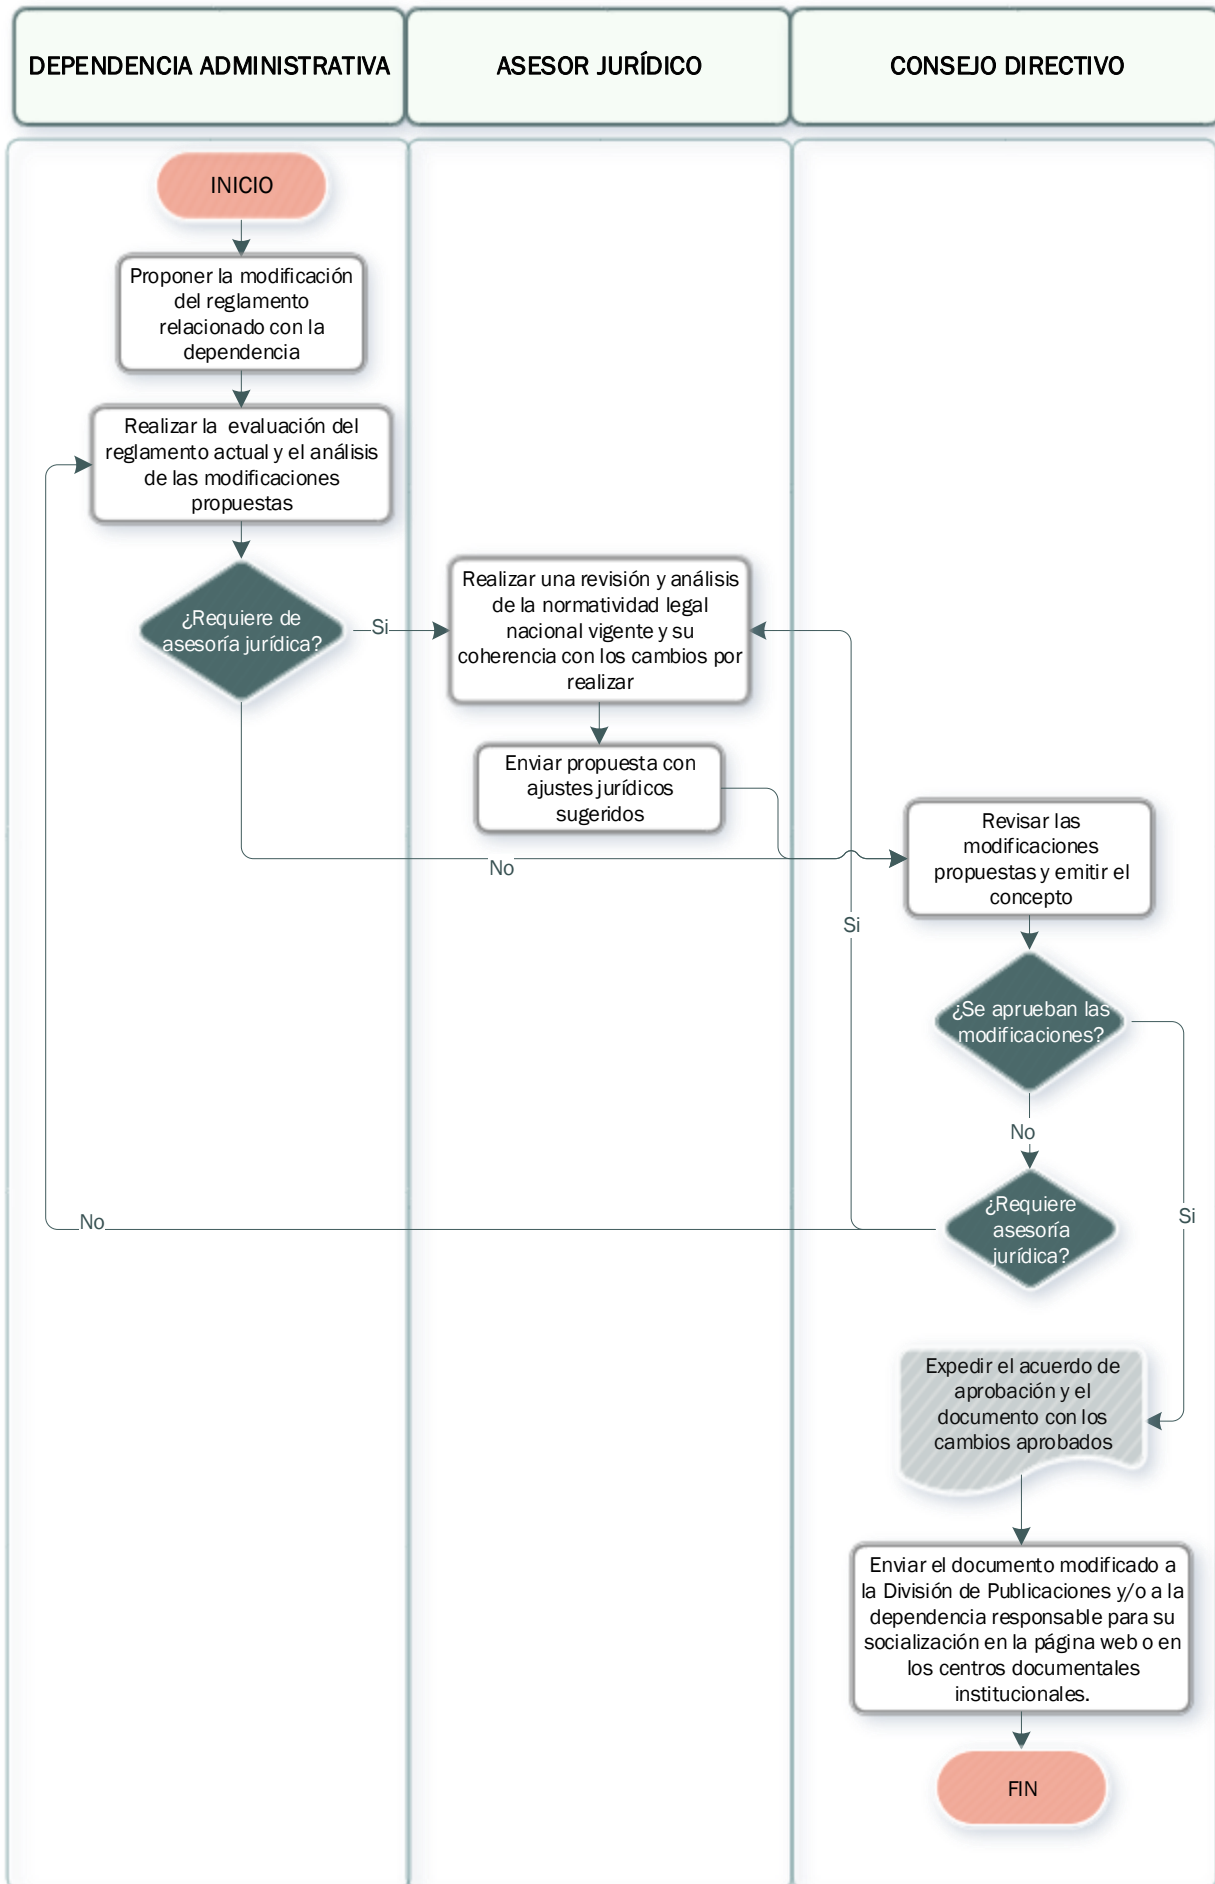 DEPENDENCIA ADMINISTRATIVA
ASESOR JURÍDICO
CONSEJO DIRECTIVO
INICIO
Proponer la modificación
del reglamento
relacionado con la
dependencia
Realizar la evaluación del
reglamento actual y el análisis
de las modificaciones
propuestas
¿Requiere de
asesoría jurídica?
Si
Realizar una revisión y análisis
de la normatividad legal
nacional vigente y su
coherencia con los cambios por
realizar
Enviar propuesta con
ajustes jurídicos
sugeridos
No
Revisar las
modificaciones
propuestas y emitir el
concepto
Si
¿Se aprueban las
modificaciones?
No
¿Requiere
asesoría
jurídica?
Si
No
Expedir el acuerdo de
aprobación y el
documento con los
cambios aprobados
Enviar el documento modificado a
la División de Publicaciones y/o a la
dependencia responsable para su
socialización en la página web o en
los centros documentales
institucionales.
FIN